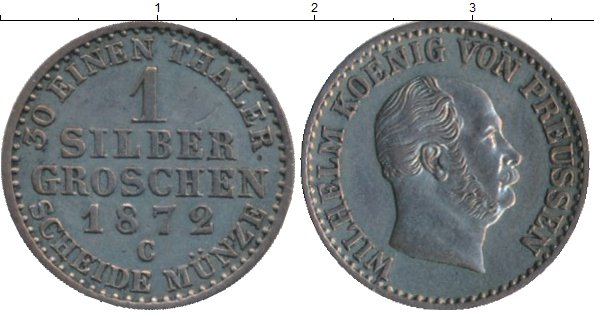 1 2 3
30 EINEN THALER.
1
SILBER
GROSCHEN
1872
C
SCHEIDE MÜNZE
WILHELM KOENIG VON PREUSSEN